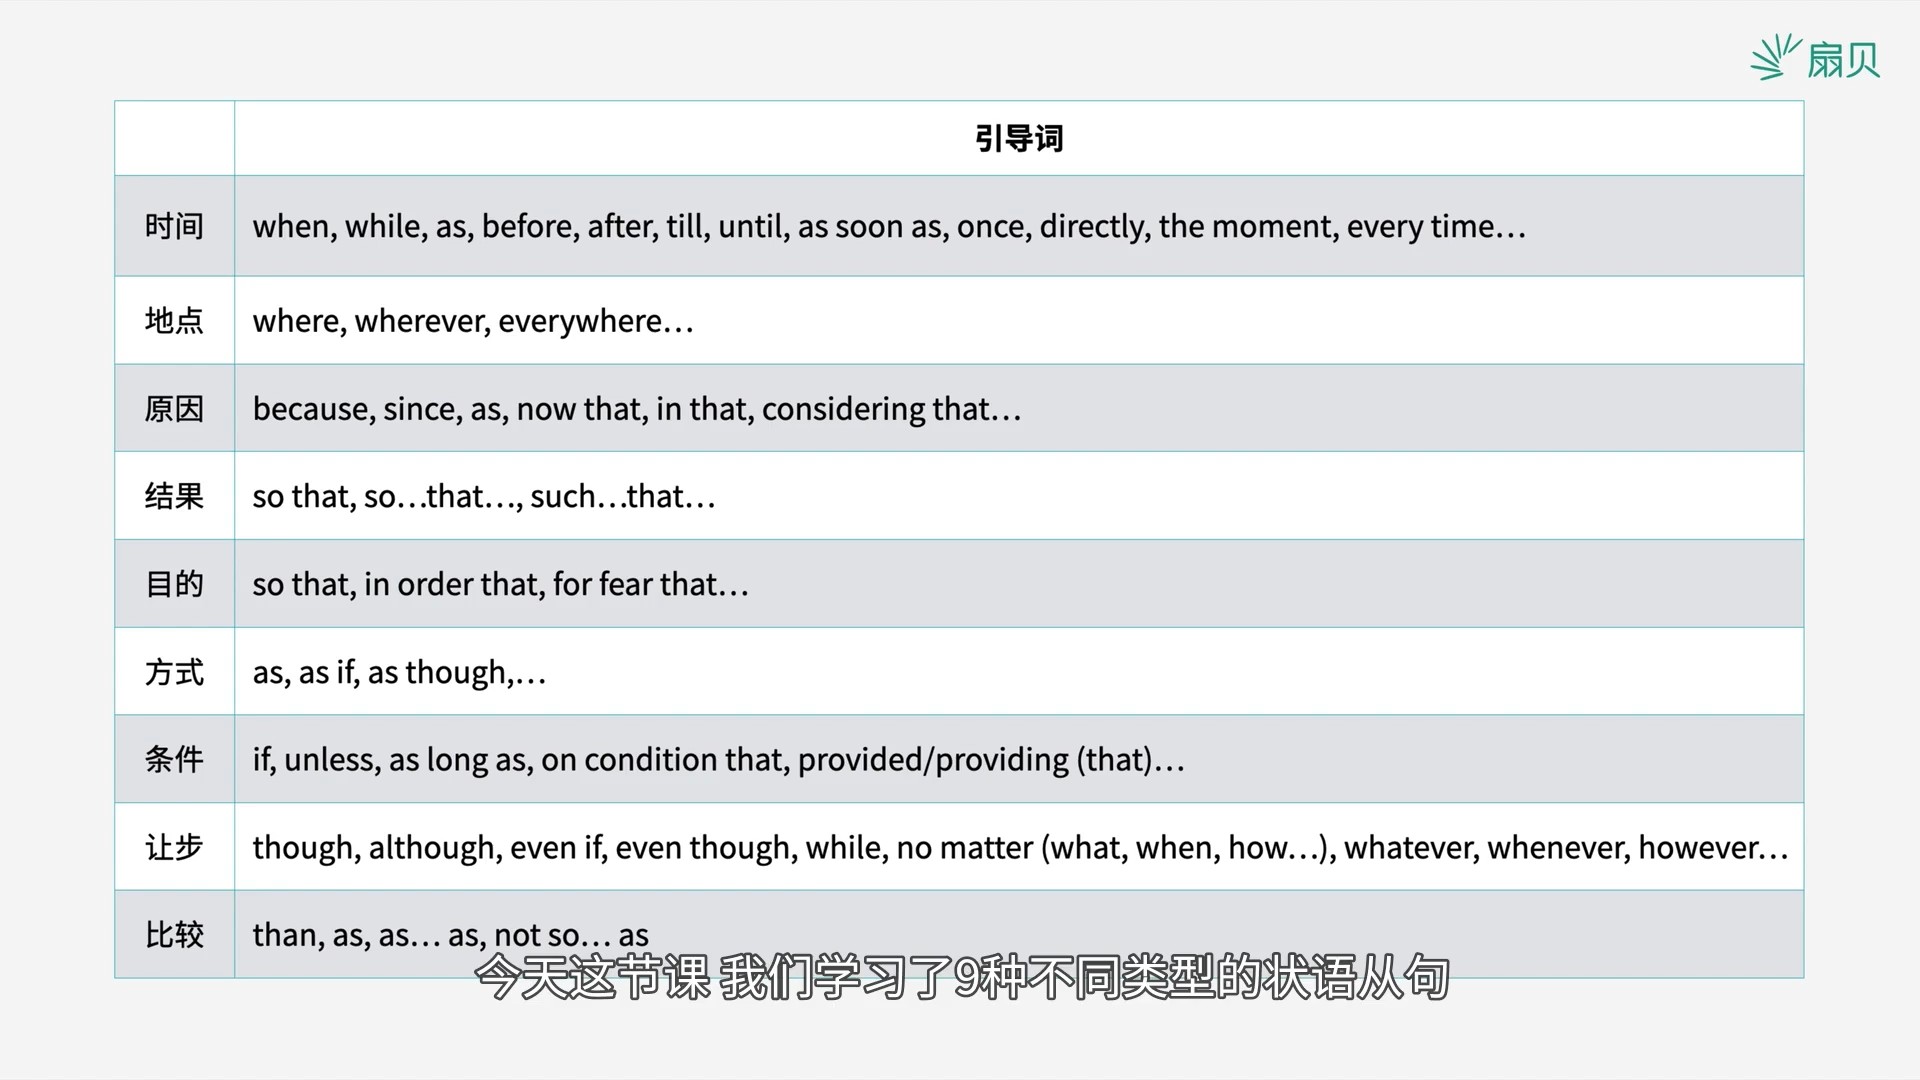 扇贝
引导词
时间 when, while, as, before, after, till, until, as soon as, once, directly, the moment, every time…
地点 where, wherever, everywhere…
原因 because, since, as, now that, in that, considering that…
结果 so that, so…that…, such…that…
目的 so that, in order that, for fear that…
方式 as, as if, as though,…
条件 if, unless, as long as, on condition that, provided/providing (that)…
让步 though, although, even if, even though, while, no matter (what, when, how…), whatever, whenever, however…
比较 than, as, as… as, not so… as
今天这节课 我们学习了9种不同类型的状语从句